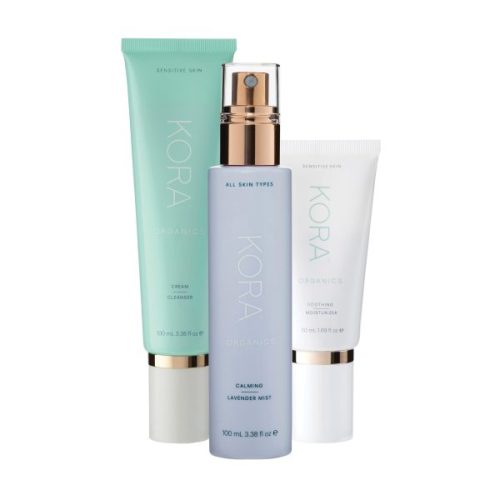 SENSITIVE SKIN
KORA
ORGANICS
CREAM
CLEANSER
100 mL 3.38 fl oz e
ALL SKIN TYPES
KORA
ORGANICS
CALMING
LAVENDER MIST
100 mL 3.38 fl oz e
SENSITIVE SKIN
KORA
ORGANICS
SOOTHING
MOISTURIZER
50 mL 1.69 fl oz e